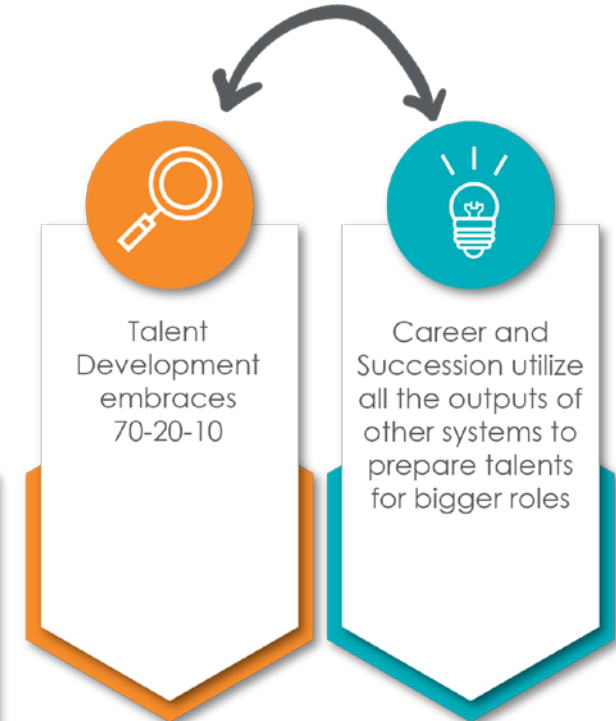 Talent
Development
embraces
70-20-10
Career and
Succession utilize
all the outputs of
other systems to
prepare talents
for bigger roles